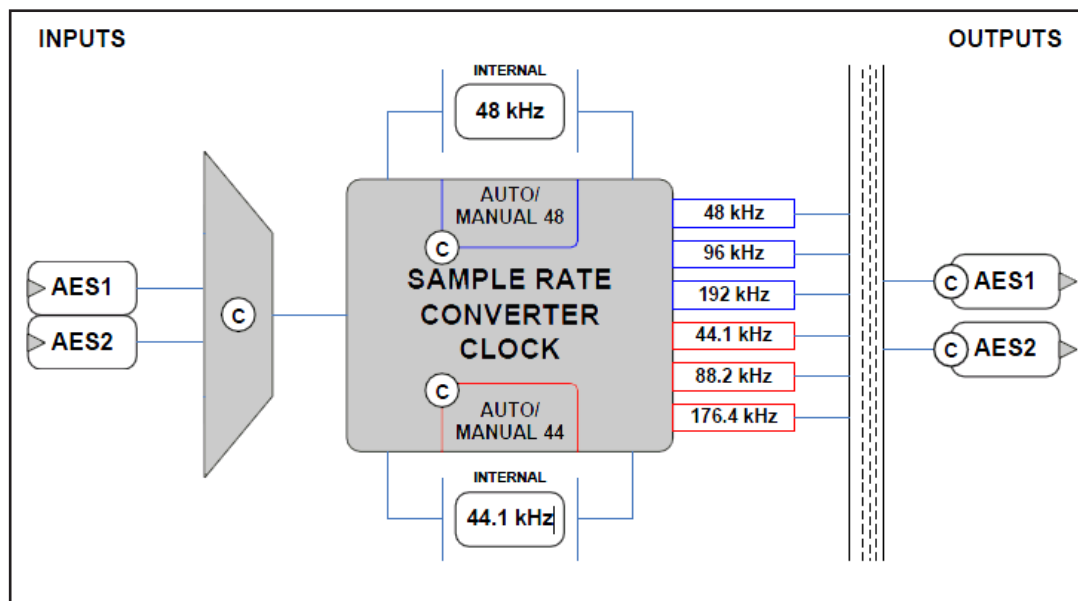 INPUTS
OUTPUTS
INTERNAL
48 kHz
AUTO/
MANUAL 48
C
SAMPLE RATE
CONVERTER
CLOCK
C
AUTO/
MANUAL 44
INTERNAL
44.1 kHz
AES1
AES2
C
48 kHz
96 kHz
192 kHz
44.1 kHz
88.2 kHz
176.4 kHz
C AES1
C AES2